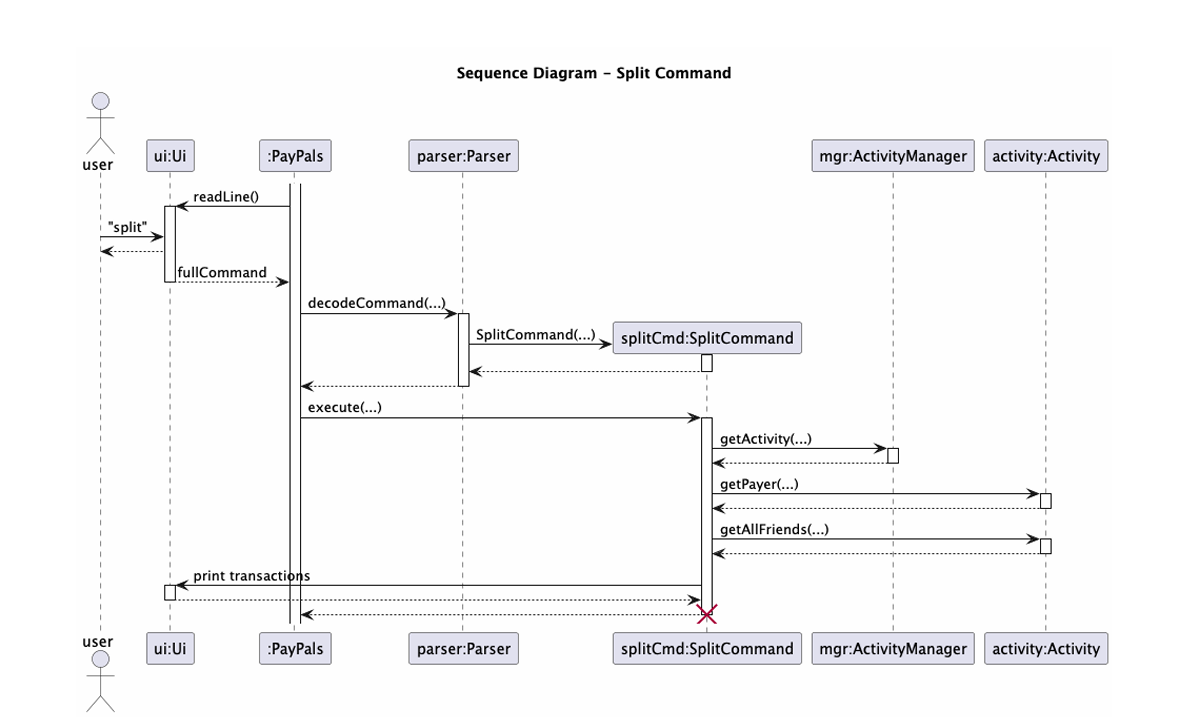 Sequence Diagram – Split Command
user
ui:Ui
:PayPals
parser:Parser
mgr:ActivityManager
activity:Activity
readLine()
"split"
fullCommand
decodeCommand(...)
SplitCommand(...)
splitCmd:SplitCommand
execute(...)
getActivity(...)
getPayer(...)
getAllFriends(...)
print transactions
user
ui:Ui
:PayPals
parser:Parser
splitCmd:SplitCommand
mgr:ActivityManager
activity:Activity